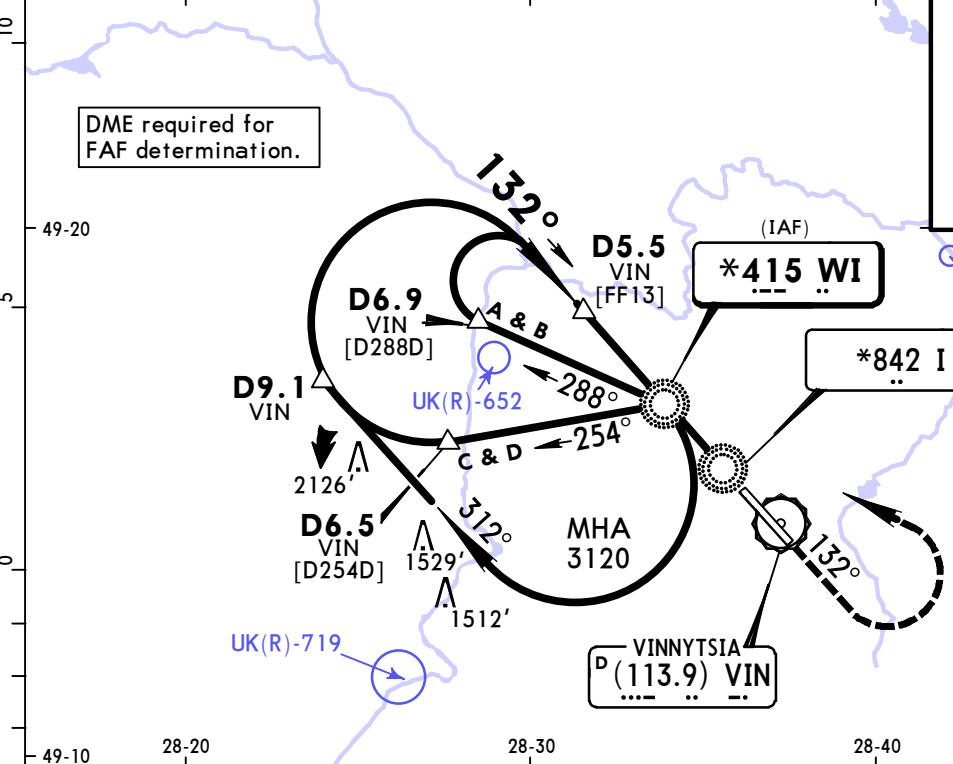 10
DME required for
FAF determination.
132°
49-20
(IAF)
*415 WI
D5.5
VIN
[FF13]
D6.9
VIN
[D288D]
A & B
5
*842 I
UK(R)-652
288°
D9.1
VIN
254°
C & D
2126'
312°
D6.5
VIN
[D254D]
1529'
MHA
3120
132°
0
1512'
UK(R)-719
VINNYTSIA
D (113.9) VIN
49-10
28-20
28-30
28-40